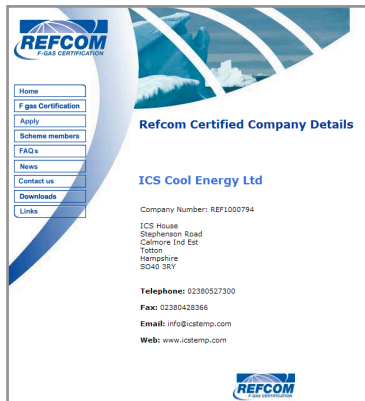 REFCOM
F-GAS CERTIFICATION
Home
F gas Certification
Apply
Scheme members
FAQs
News
Contact us
Downloads
Links
Refcom Certified Company Details
ICS Cool Energy Ltd
Company Number: REF1000794
ICS House
Stephenson Road
Calmore Ind Est
Totton
Hampshire
SO40 3RY
Telephone: 02380527300
Fax: 02380428366
Email: info@icstemp.com
Web: www.icstemp.com
REFCOM
F-GAS CERTIFICATION